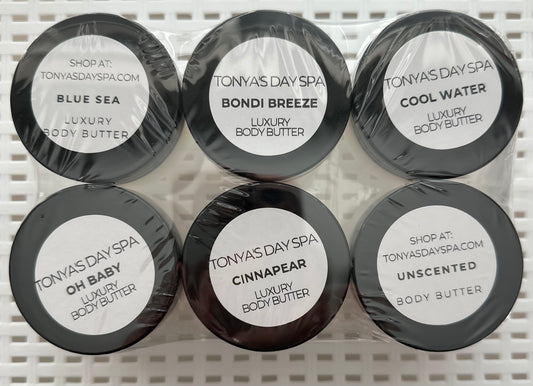 SHOP AT:
TONYASDAYSPA.COM
BLUE SEA
LUXURY
BODY BUTTER
TONYA'S DAY SPA
BONDI BREEZE
LUXURY
BODY BUTTER
TONYA'S DAY SPA
COOL WATER
LUXURY
BODY BUTTER
TONYA'S DAY SPA
OH BABY
LUXURY
BODY BUTTER
TONYA'S DAY SPA
CINNAPEAR
LUXURY
BODY BUTTER
SHOP AT:
TONYASDAYSPA.COM
UNSCENTED
BODY BUTTER